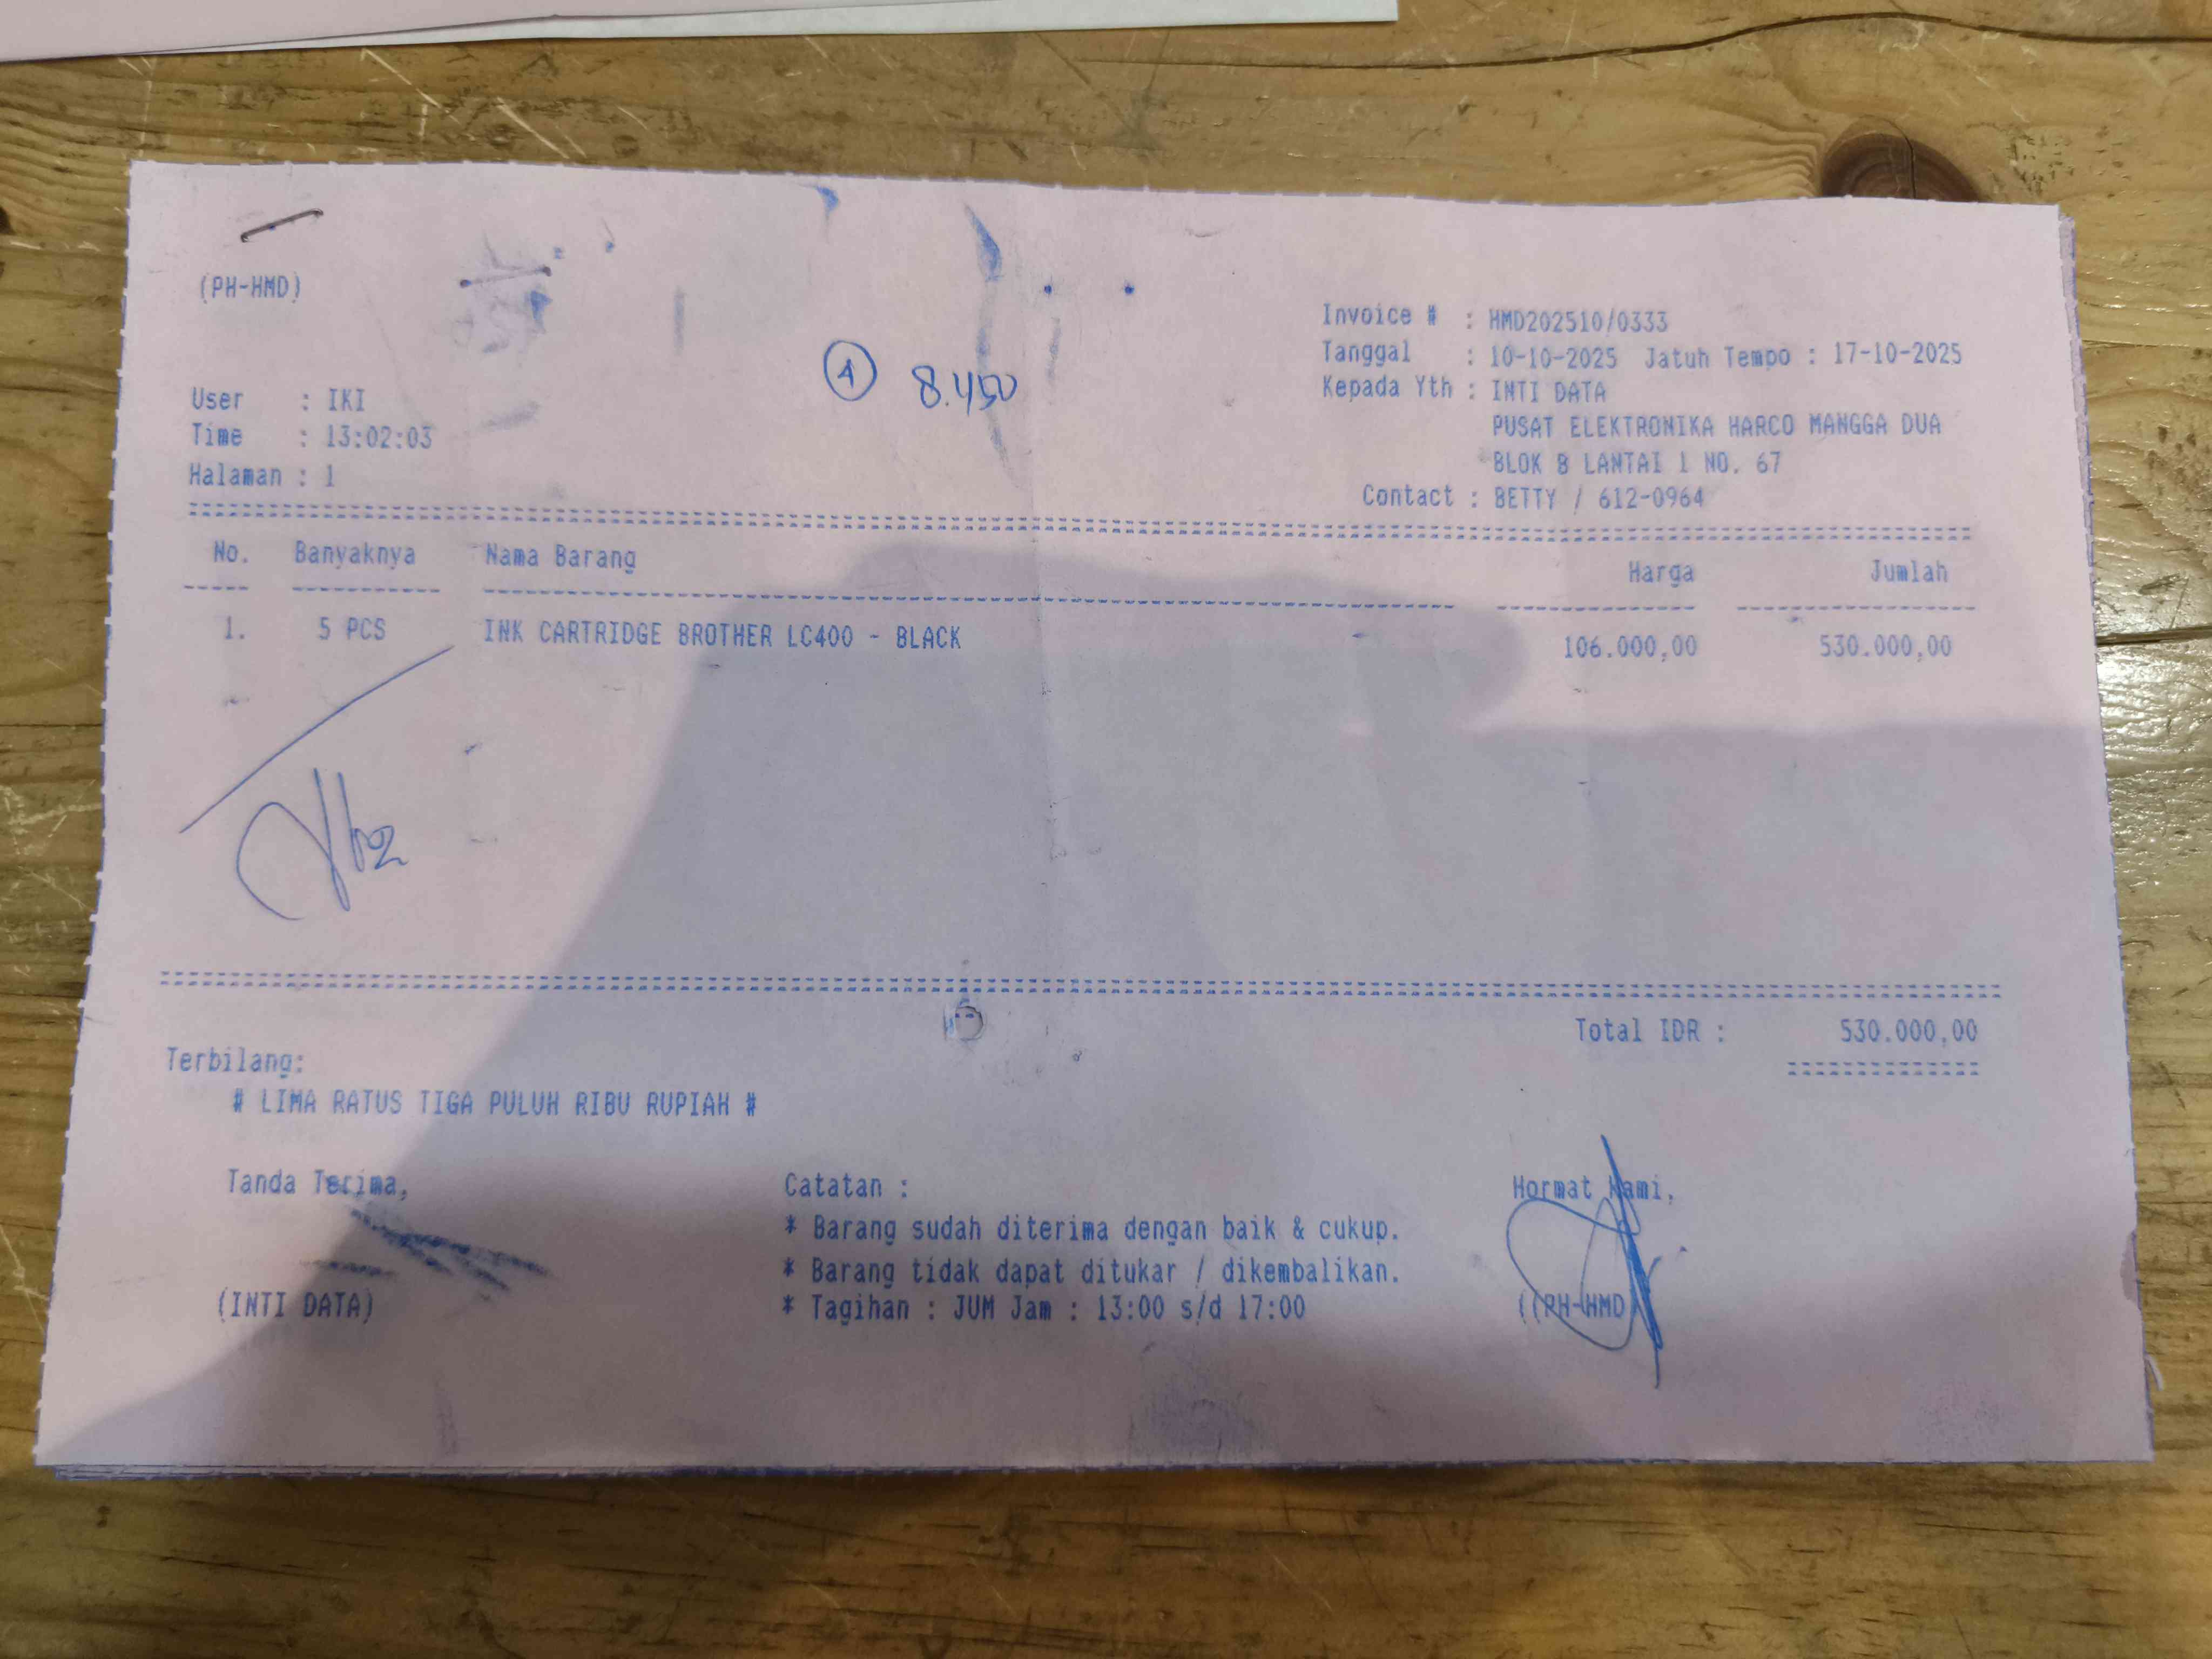 (PH-HMD)
Invoice # : HMD202510/0333
Tanggal : 10-10-2025 Jatuh Tempo : 17-10-2025
Kepada Yth : INTI DATA
PUSAT ELEKTRONIKA HARCO MANGGA DUA
BLOK B LANTAI 1 NO. 67
Contact : BETTY / 612-0964
4 8.450
User : IKI
Time : 13:02:03
Halaman : 1
No. Banyaknya Nama Barang Harga Jumlah
1. 5 PCS INK CARTRIDGE BROTHER LC400 - BLACK 106.000,00 530.000,00
Total IDR : 530.000,00
Terbilang:
# LIMA RATUS TIGA PULUH RIBU RUPIAH #
Tanda Terima,
(INTI DATA)
Catatan :
* Barang sudah diterima dengan baik & cukup.
* Barang tidak dapat ditukar / dikembalikan.
* Tagihan : JUM Jam : 13:00 s/d 17:00
Hormat Kami,
((PH-HMD)